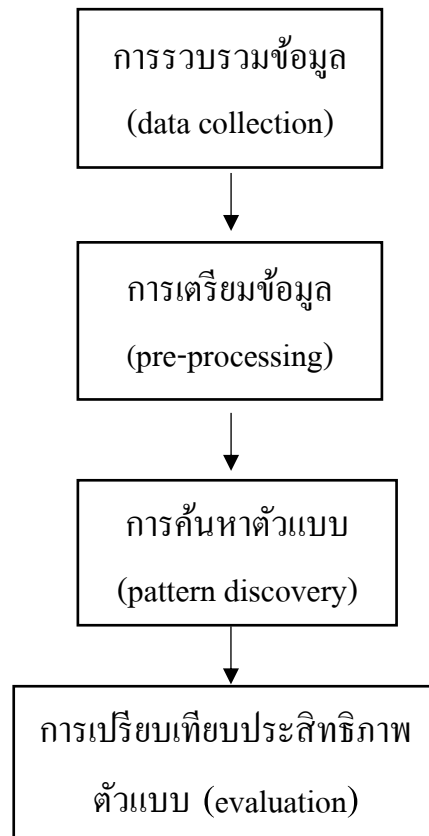 การรวบรวมข้อมูล
(data collection)
การเตรียมข้อมูล
(pre-processing)
การค้นหาตัวแบบ
(pattern discovery)
การเปรียบเทียบประสิทธิภาพ
ตัวแบบ (evaluation)